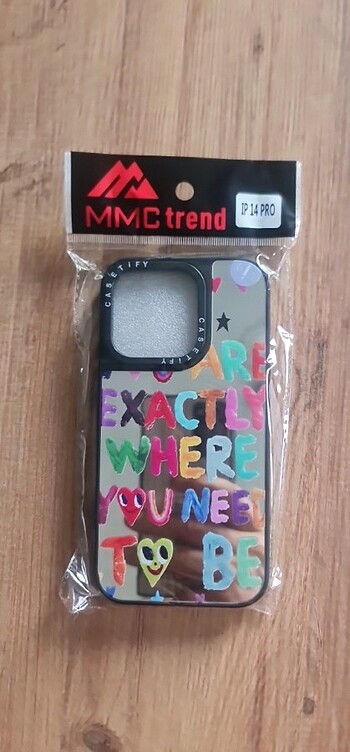 MMC trend
IP 14 PRO
CASETiFY
CASETiFY
ARE
EXACTLY
WHERE
YOU NEED
TO BE